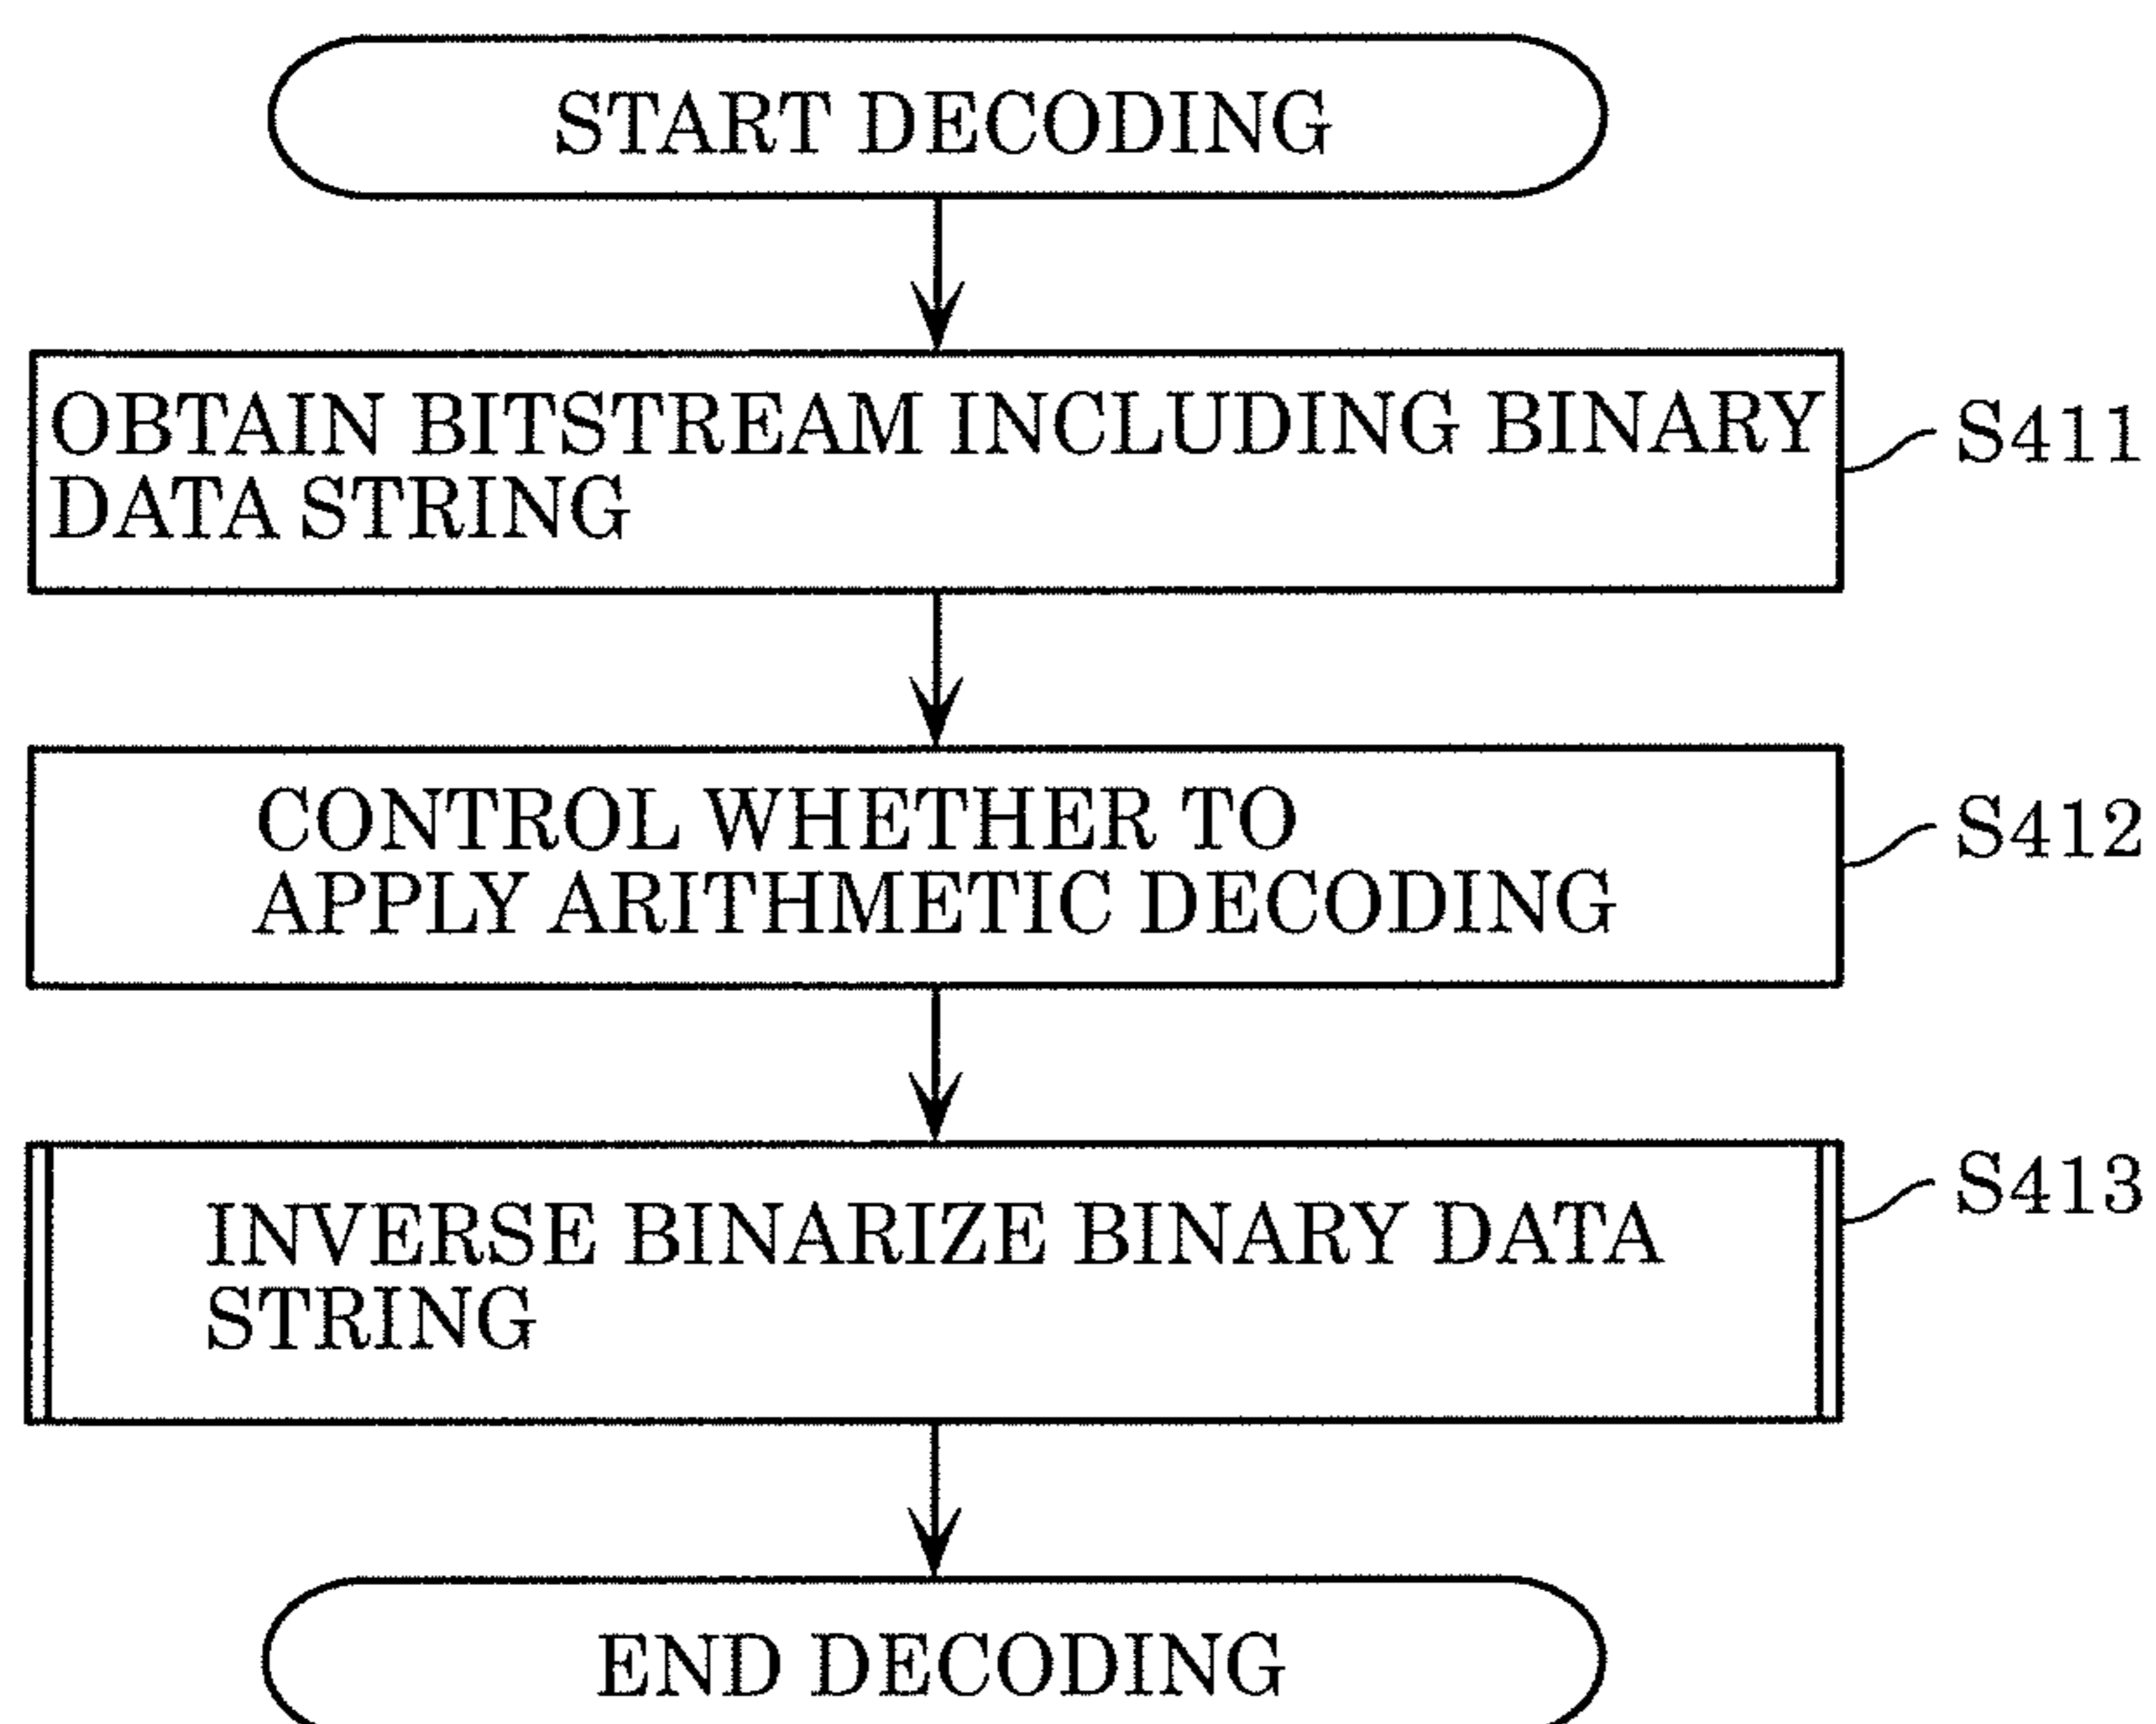 START DECODING
OBTAIN BITSTREAM INCLUDING BINARY
DATA STRING
S411
CONTROL WHETHER TO
APPLY ARITHMETIC DECODING
S412
INVERSE BINARIZE BINARY DATA
STRING
S413
END DECODING